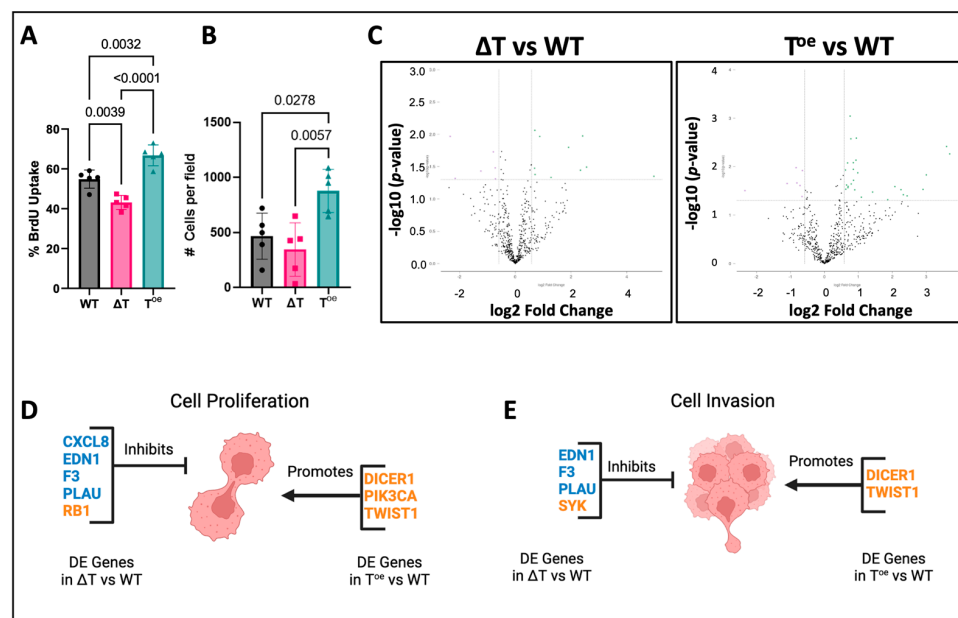 A
0.0032
<0.0001
0.0039
% BrdU Uptake
80
60
40
20
0
WT
ΔT
Tᵒᵉ
B
0.0278
0.0057
# Cells per field
1500
1000
500
0
WT
ΔT
Tᵒᵉ
C
ΔT vs WT
-log10 (p-value)
3.0
2.5
2.0
1.5
1.0
0.5
0.0
-2
0
2
4
log2 Fold Change
log2 Fold Change
Tᵒᵉ vs WT
-log10 (p-value)
4
3
2
1
0
-2
-1
0
1
2
3
log2 Fold Change
log2 Fold Change
D
Cell Proliferation
CXCL8
EDN1
F3
PLAU
RB1
Inhibits
Promotes
DICER1
PIK3CA
TWIST1
DE Genes
in ΔT vs WT
DE Genes
in Tᵒᵉ vs WT
E
Cell Invasion
EDN1
F3
PLAU
SYK
Inhibits
Promotes
DICER1
TWIST1
DE Genes
in ΔT vs WT
DE Genes
in Tᵒᵉ vs WT